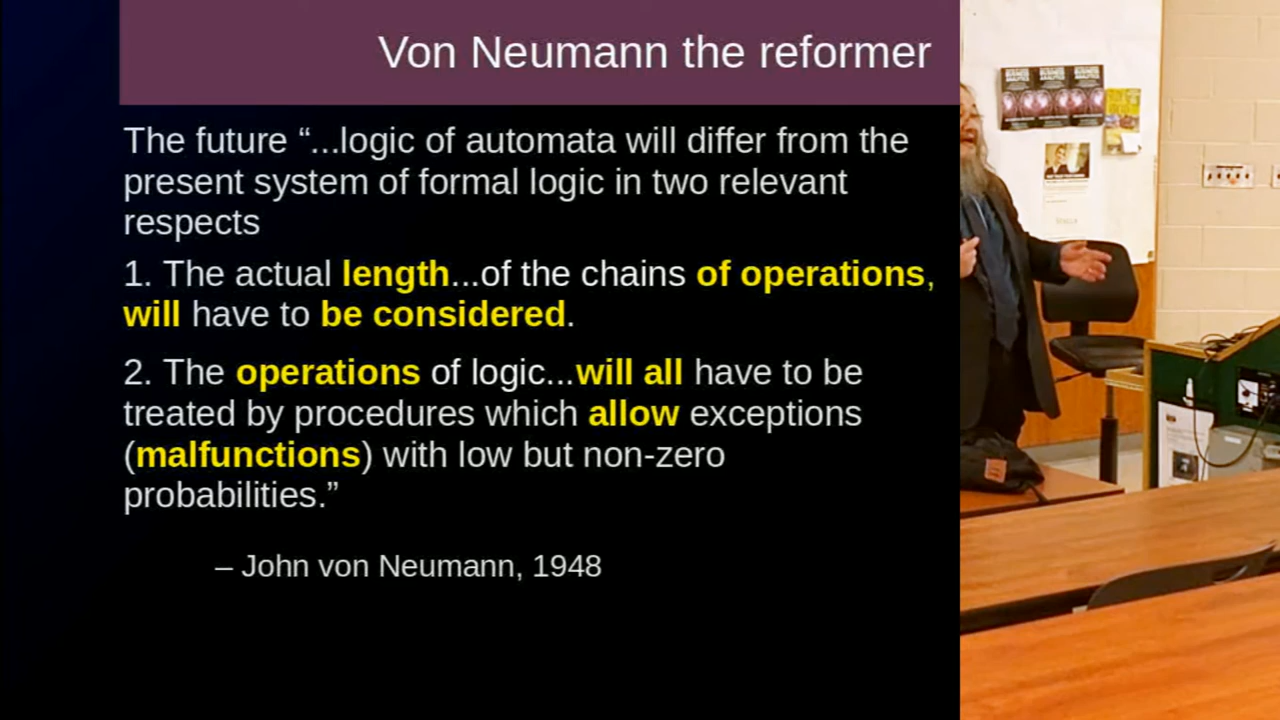 Von Neumann the reformer
The future “...logic of automata will differ from the
present system of formal logic in two relevant
respects
1. The actual length...of the chains of operations,
will have to be considered.
2. The operations of logic...will all have to be
treated by procedures which allow exceptions
(malfunctions) with low but non-zero
probabilities.”
– John von Neumann, 1948